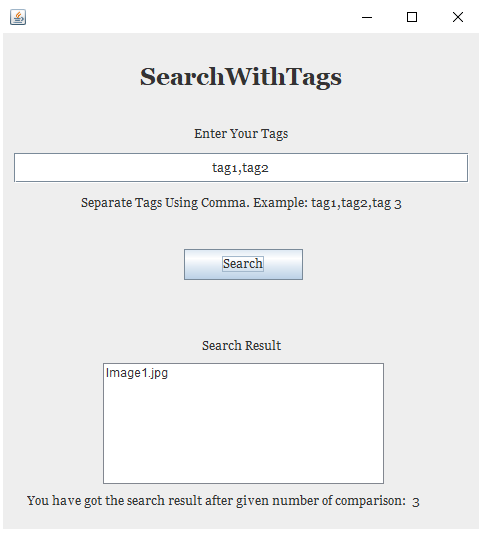 SearchWithTags
Enter Your Tags
tag1,tag2
Separate Tags Using Comma. Example: tag1,tag2,tag 3
Search
Search Result
Image1.jpg
You have got the search result after given number of comparison: 3